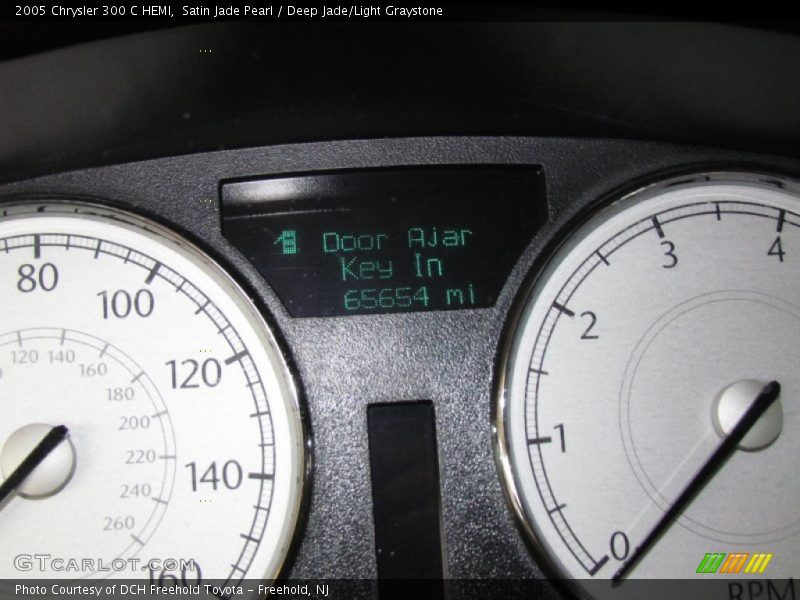 2005 Chrysler 300 C HEMI, Satin Jade Pearl / Deep Jade/Light Graystone
Door Ajar
Key In
65654 mi
80
100
120
140
160
120
140
160
180
200
220
240
260
0
1
2
3
4
RPM
GTcarlot.com
Photo Courtesy of DCH Freehold Toyota - Freehold, NJ